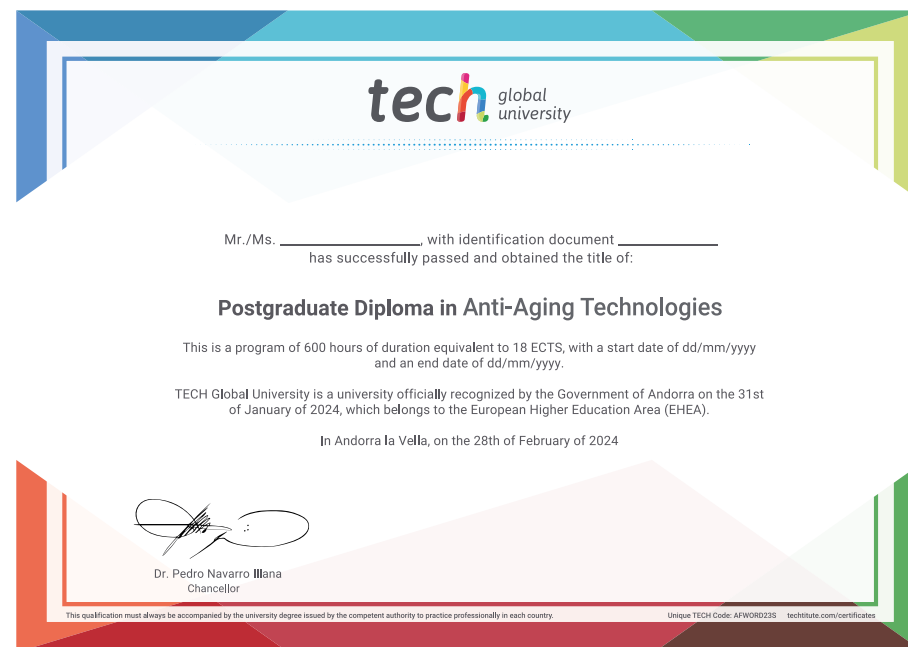 tech global
university
Mr./Ms. ____________________, with identification document ______________
has successfully passed and obtained the title of:
Postgraduate Diploma in Anti-Aging Technologies
This is a program of 600 hours of duration equivalent to 18 ECTS, with a start date of dd/mm/yyyy
and an end date of dd/mm/yyyy.
TECH Global University is a university officially recognized by the Government of Andorra on the 31st
of January of 2024, which belongs to the European Higher Education Area (EHEA).
In Andorra la Vella, on the 28th of February of 2024
Dr. Pedro Navarro Illana
Chancellor
This qualification must always be accompanied by the university degree issued by the competent authority to practice professionally in each country.
Unique TECH Code: AFWORD23S techtitute.com/certificates